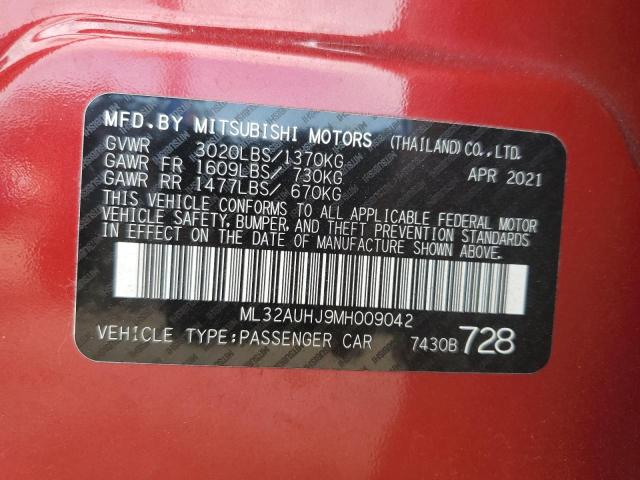 MFD.BY MITSUBISHI MOTORS (THAILAND)CO.,LTD.
GVWR 3020LBS/1370KG
GAWR FR 1609LBS/ 730KG APR 2021
GAWR RR 1477LBS/ 670KG
THIS VEHICLE CONFORMS TO ALL APPLICABLE FEDERAL MOTOR
VEHICLE SAFETY, BUMPER, AND THEFT PREVENTION STANDARDS
IN EFFECT ON THE DATE OF MANUFACTURE SHOWN ABOVE.
ML32AUHJ9MH009042
VEHICLE TYPE:PASSENGER CAR 7430B 728